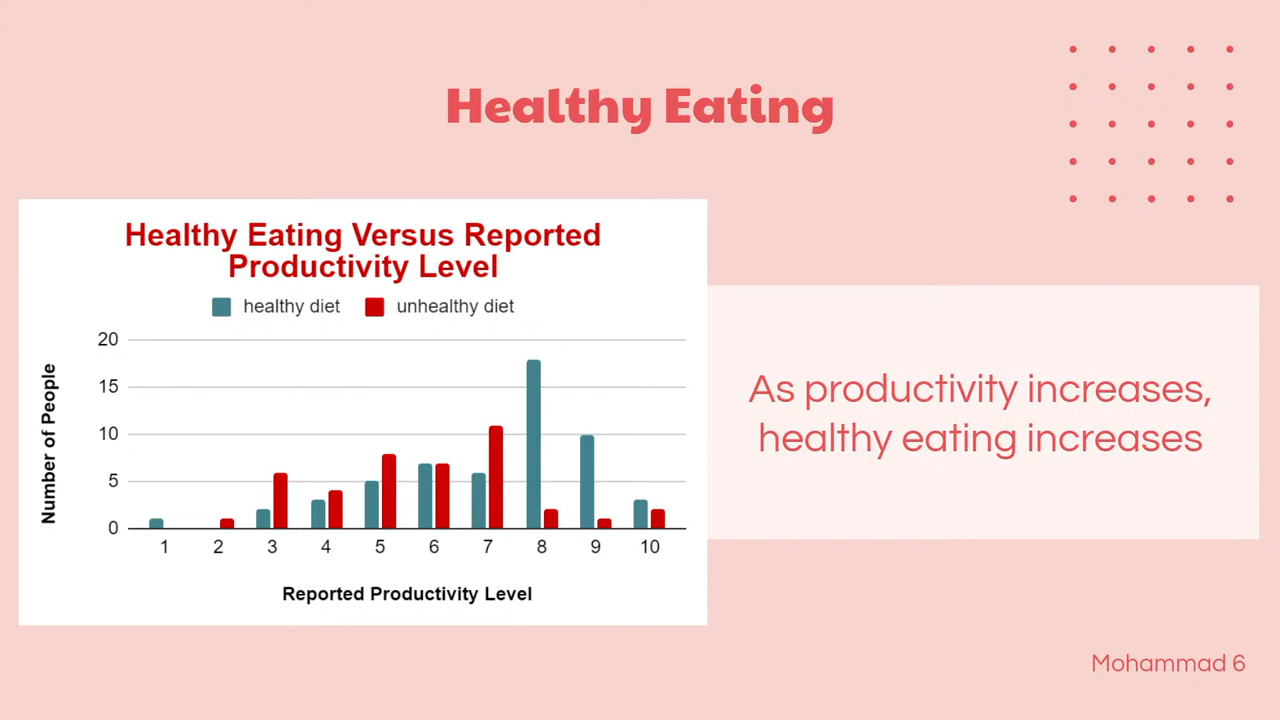 Healthy Eating
Healthy Eating Versus Reported
Productivity Level
healthy diet unhealthy diet
Number of People
20
15
10
5
0
1 2 3 4 5 6 7 8 9 10
Reported Productivity Level
As productivity increases,
healthy eating increases
Mohammad 6